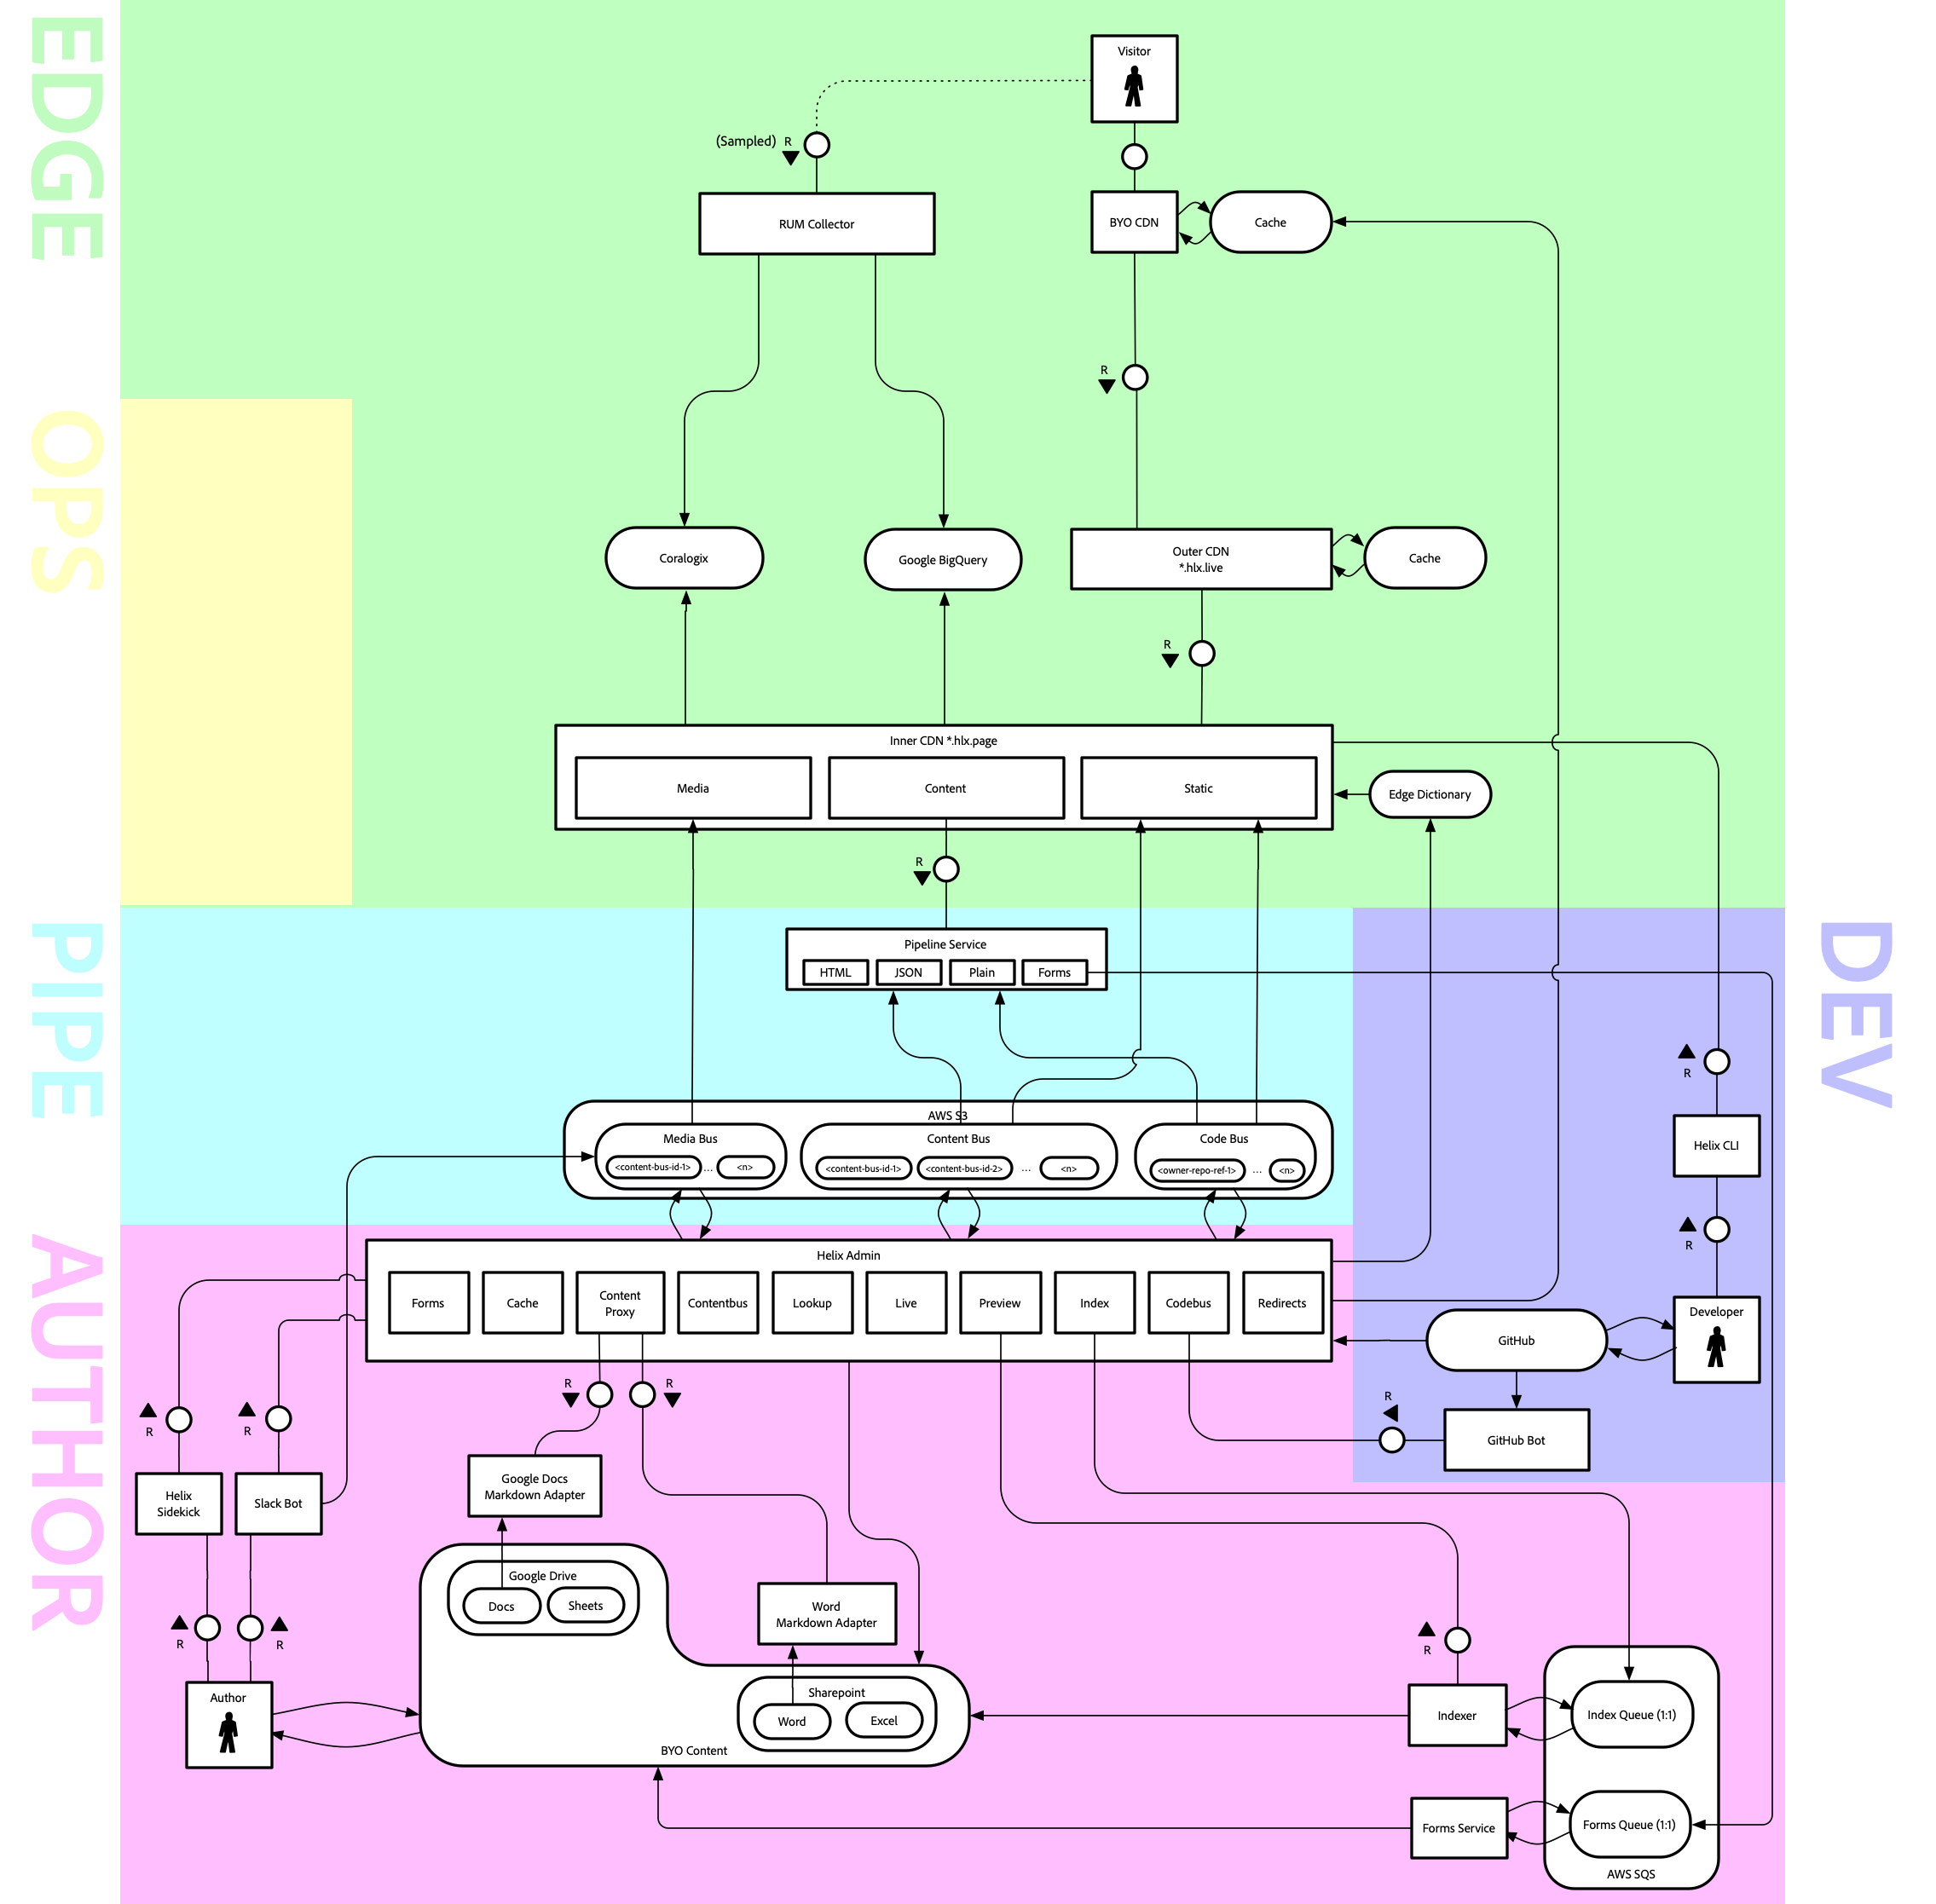 EDGE
OPS
PIPE
AUTHOR
DEV
Visitor
(Sampled)
R
RUM Collector
BYO CDN
Cache
R
Coralogix
Google BigQuery
Outer CDN
*.hlx.live
Cache
R
Inner CDN *.hlx.page
Media
Content
Static
Edge Dictionary
R
Pipeline Service
HTML
JSON
Plain
Forms
AWS S3
Media Bus
<content-bus-id-1>
...
<n>
Content Bus
<content-bus-id-1>
<content-bus-id-2>
...
<n>
Code Bus
<owner-repo-ref-1>
...
<n>
R
Helix CLI
R
Developer
Helix Admin
Forms
Cache
Content
Proxy
Contentbus
Lookup
Live
Preview
Index
Codebus
Redirects
GitHub
R
GitHub Bot
R
R
R
R
Helix
Sidekick
Slack Bot
Google Docs
Markdown Adapter
Google Drive
Docs
Sheets
Word
Markdown Adapter
R
R
R
Author
Sharepoint
Word
Excel
BYO Content
Indexer
Index Queue (1:1)
Forms Service
Forms Queue (1:1)
AWS SQS